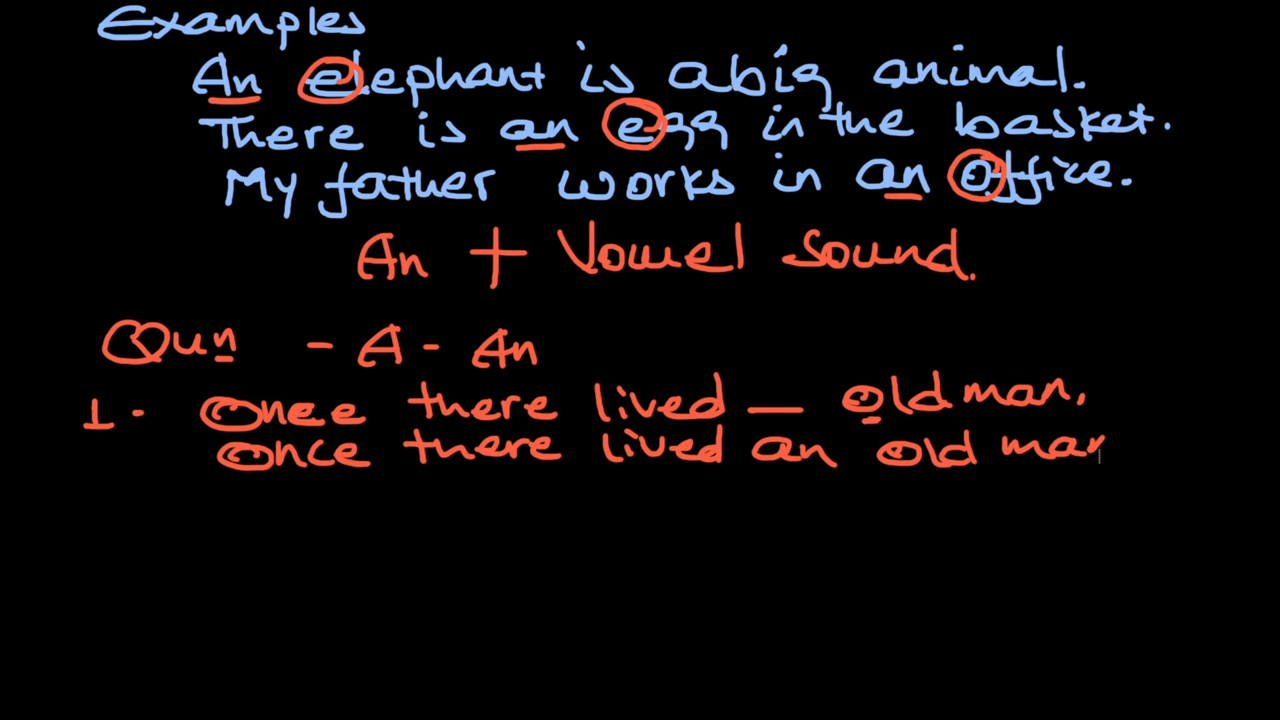 Examples
An elephant is a big animal.
There is an egg in the basket.
My father works in an office.
An + Vowel sound.
Qun - A - An
1 - Once there lived _ old man.
Once there lived an old man